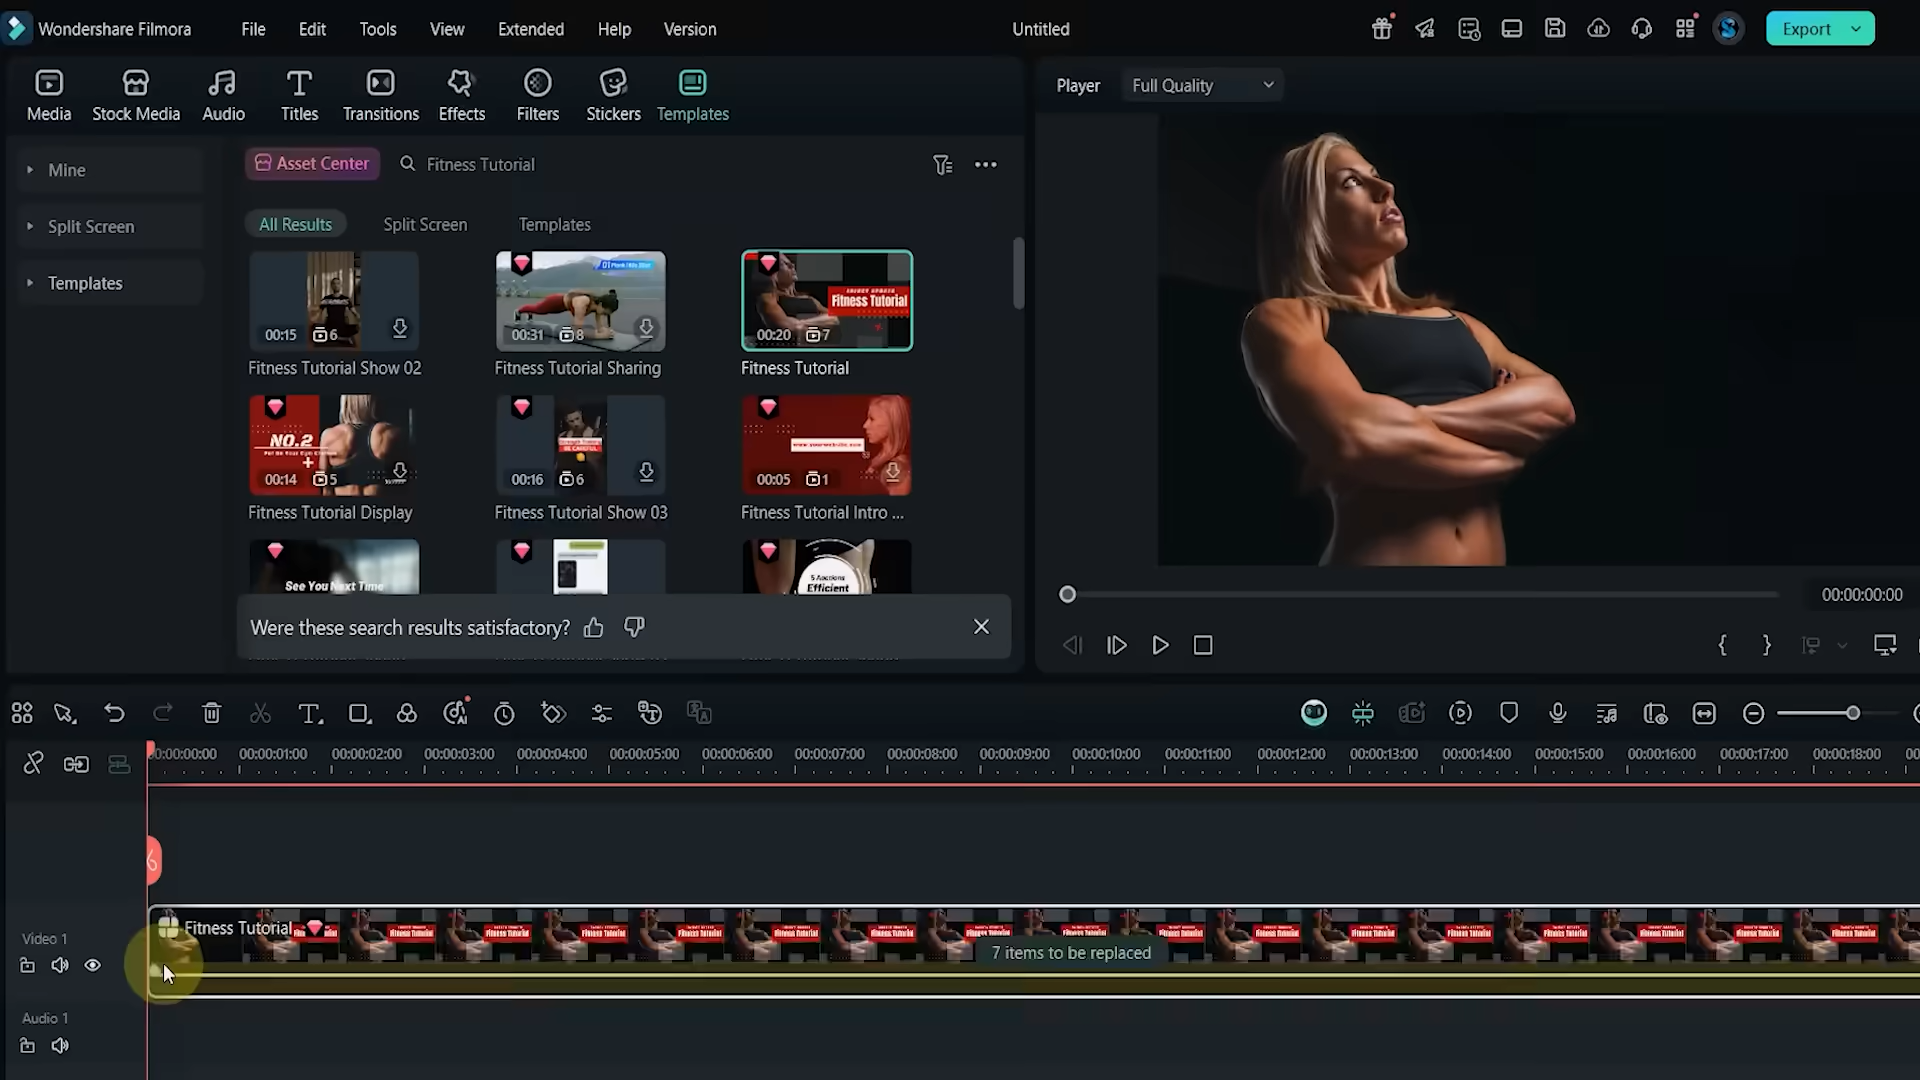 Wondershare Filmora
File Edit Tools View Extended Help Version
Untitled
Export
Media Stock Media Audio Titles Transitions Effects Filters Stickers Templates
Player Full Quality
Mine
Split Screen
Templates
Asset Center
Fitness Tutorial
All Results Split Screen Templates
00:15 6
00:31 8
Fitness Tutorial
00:20 7
Fitness Tutorial Show 02
Fitness Tutorial Sharing
Fitness Tutorial
NO.2
00:14 5
00:16 6
00:05 1
Fitness Tutorial Display
Fitness Tutorial Show 03
Fitness Tutorial Intro ...
See You Next Time
Efficient
Were these search results satisfactory?
00:00:00:00
00:00:00:00 00:00:01:00 00:00:02:00 00:00:03:00 00:00:04:00 00:00:05:00 00:00:06:00 00:00:07:00 00:00:08:00 00:00:09:00 00:00:10:00 00:00:11:00 00:00:12:00 00:00:13:00 00:00:14:00 00:00:15:00 00:00:16:00 00:00:17:00 00:00:18:00
Fitness Tutorial
Video 1
7 items to be replaced
Audio 1